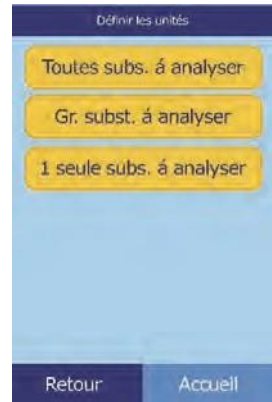 Définir les unités
Toutes subs. á analyser
Gr. subst. á analyser
1 seule subs. á analyser
Retour
Accueil